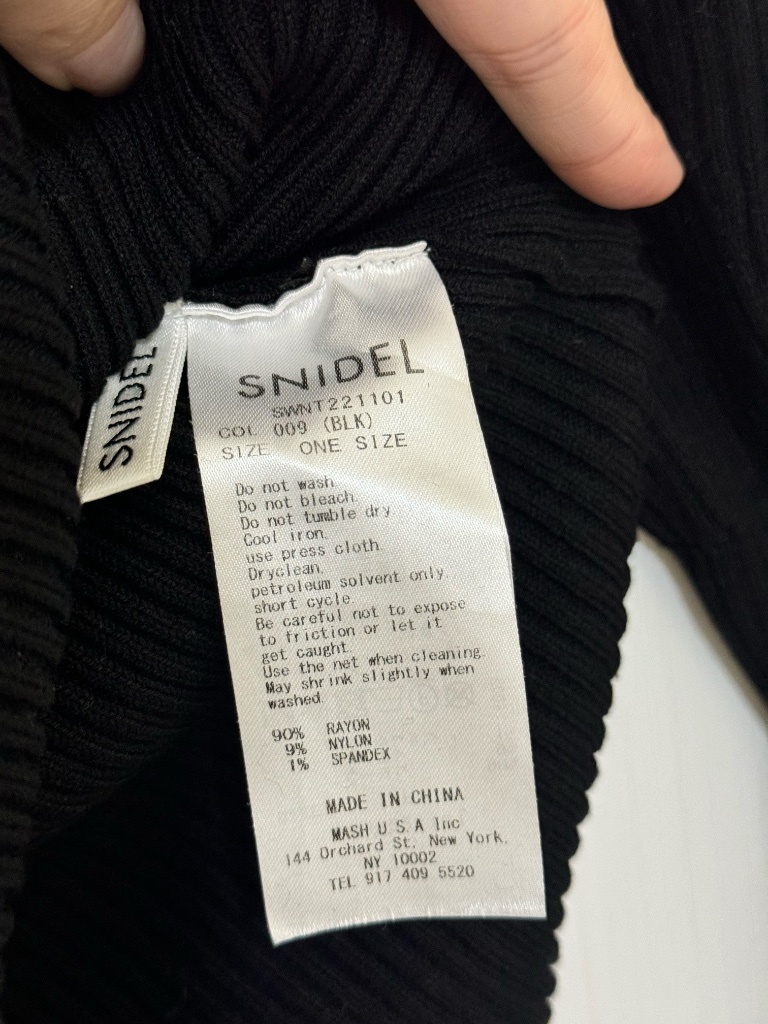 SNIDEL
SNIDEL
SWNT221101
COL 009 (BLK)
SIZE ONE SIZE
Do not wash.
Do not bleach.
Do not tumble dry.
Cool iron.
use press cloth.
Dryclean.
petroleum solvent only.
short cycle.
Be careful not to expose
to friction or let it
get caught.
Use the net when cleaning.
May shrink slightly when
washed.
90% RAYON
9% NYLON
1% SPANDEX
MADE IN CHINA
MASH U.S.A Inc
144 Orchard St. New York.
NY 10002
TEL 917 409 5520